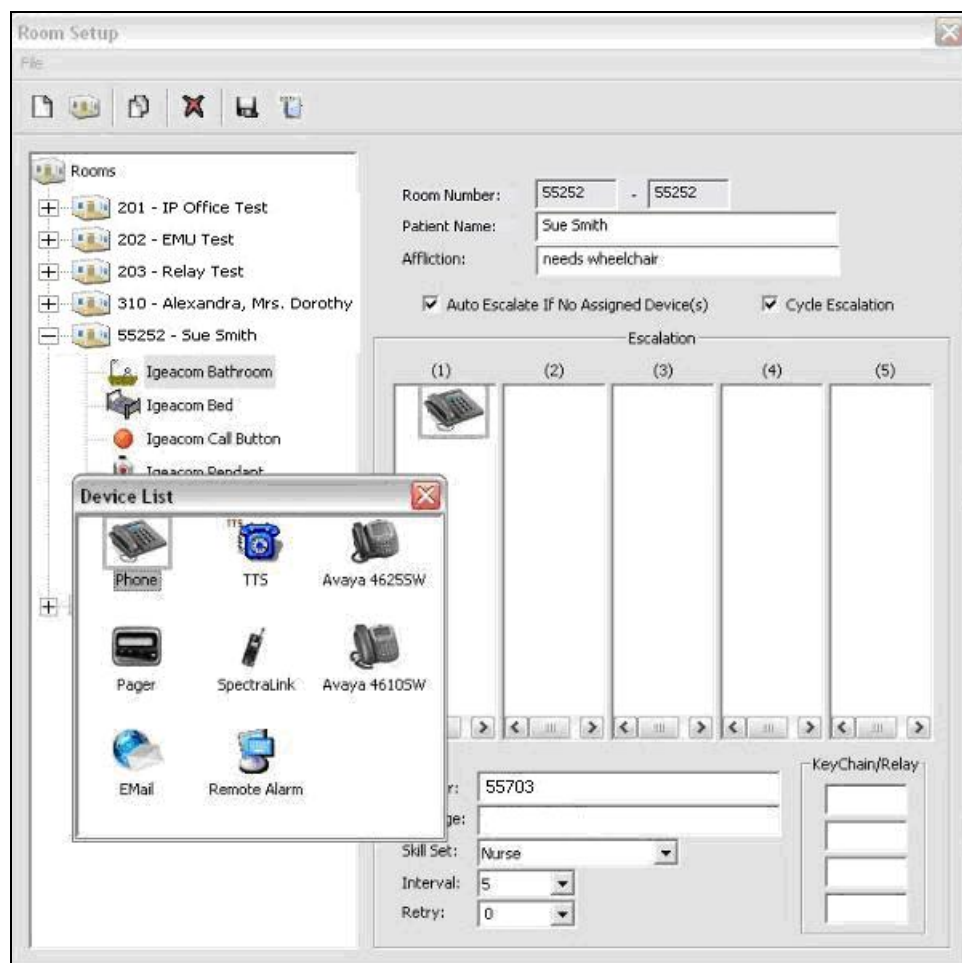 Room Setup
File
Rooms
201 - IP Office Test
202 - EMU Test
203 - Relay Test
310 - Alexandra, Mrs. Dorothy
55252 - Sue Smith
Igeacom Bathroom
Igeacom Bed
Igeacom Call Button
Igeacom Pendant
Room Number: 55252 - 55252
Patient Name: Sue Smith
Affliction: needs wheelchair
Auto Escalate If No Assigned Device(s) Cycle Escalation
Escalation
(1) (2) (3) (4) (5)
Device List
Phone TTS Avaya 4625SW
Pager SpectraLink Avaya 4610SW
EMail Remote Alarm
r: 55703
ge:
Skill Set: Nurse
Interval: 5
Retry: 0
KeyChain/Relay